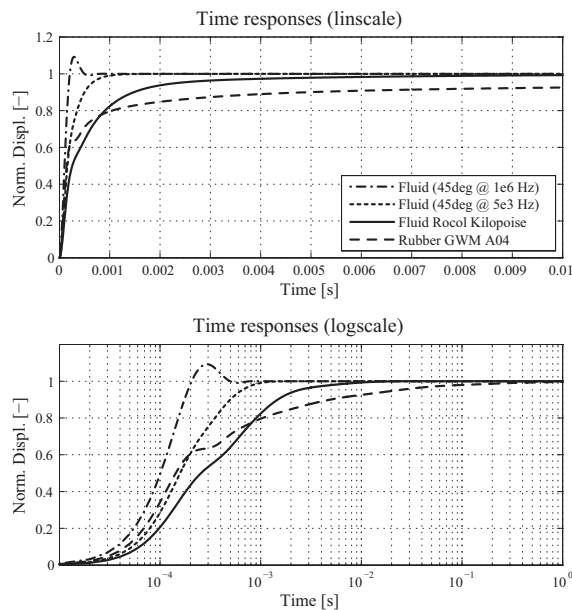 Time responses (linscale)
Norm. Displ. [−]
1.2
1
0.8
0.6
0.4
0.2
0
0 0.001 0.002 0.003 0.004 0.005 0.006 0.007 0.008 0.009 0.01
Time [s]
Fluid (45deg @ 1e6 Hz)
Fluid (45deg @ 5e3 Hz)
Fluid Rocol Kilopoise
Rubber GWM A04
Time responses (logscale)
Norm. Displ. [−]
1.2
1
0.8
0.6
0.4
0.2
0
10⁻⁴ 10⁻³ 10⁻² 10⁻¹ 10⁰
Time [s]